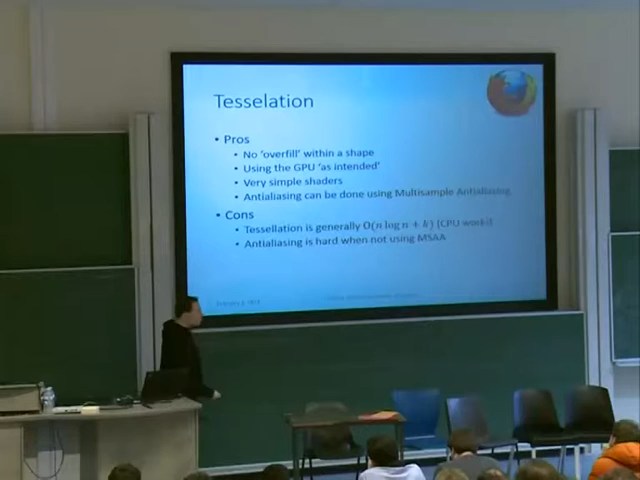 Tesselation
• Pros
• No 'overfill' within a shape
• Using the GPU 'as intended'
• Very simple shaders
• Antialiasing can be done using Multisample Antialiasing
• Cons
• Tessellation is generally O(n log n + k) (CPU work!)
• Antialiasing is hard when not using MSAA